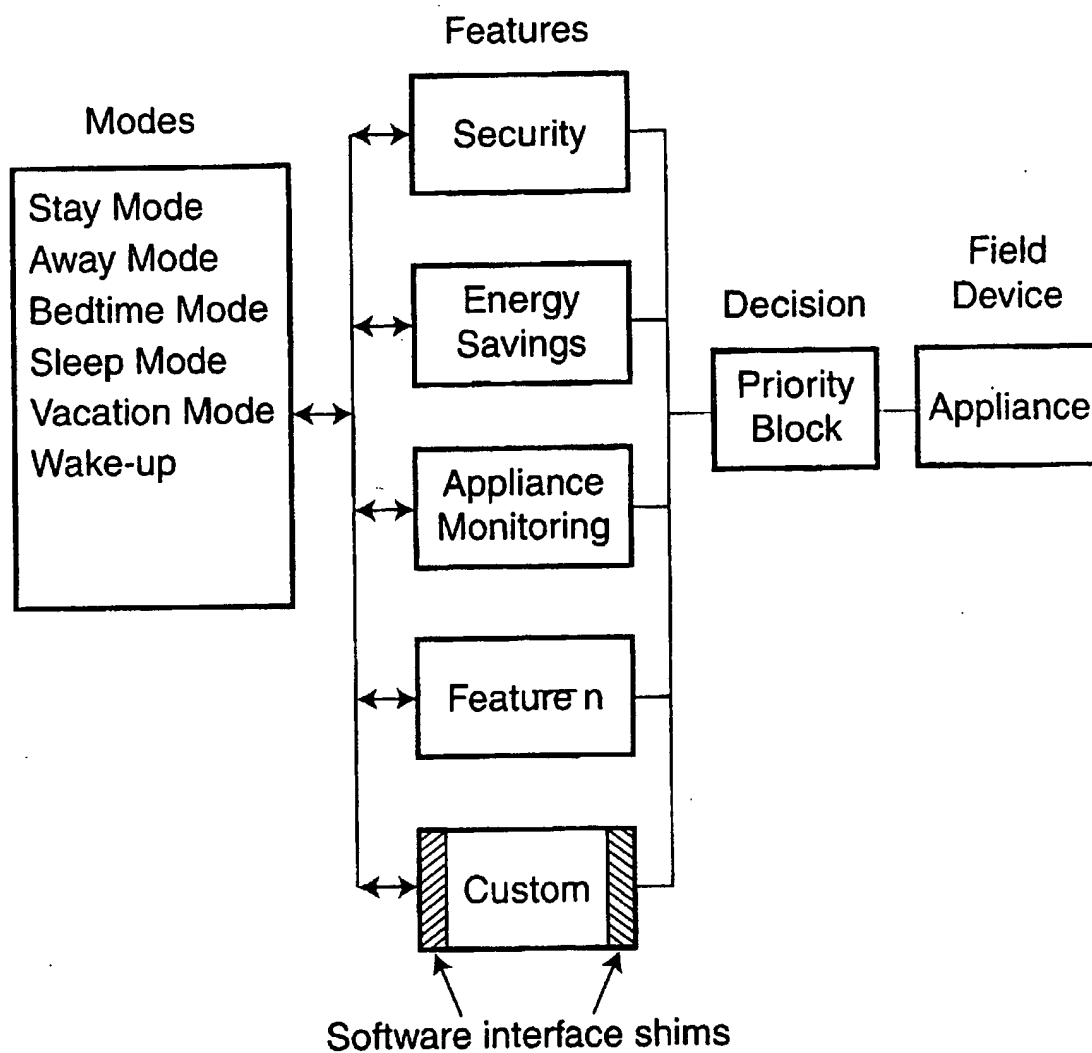 Features
Modes
Security
Stay Mode
Away Mode
Bedtime Mode
Sleep Mode
Vacation Mode
Wake-up
Energy
Savings
Appliance
Monitoring
Feature n
Custom
Software interface shims
Decision
Priority
Block
Field
Device
Appliance